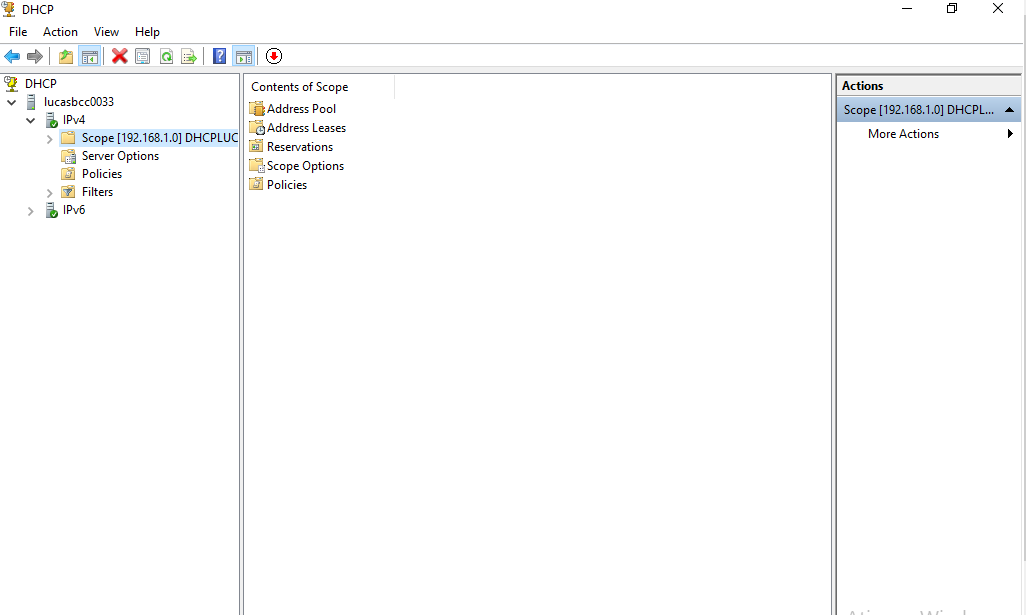 DHCP
File Action View Help
DHCP
lucasbcc0033
IPv4
Scope [192.168.1.0] DHCPLUC
Server Options
Policies
Filters
IPv6
Contents of Scope
Address Pool
Address Leases
Reservations
Scope Options
Policies
Actions
Scope [192.168.1.0] DHCPL...
More Actions